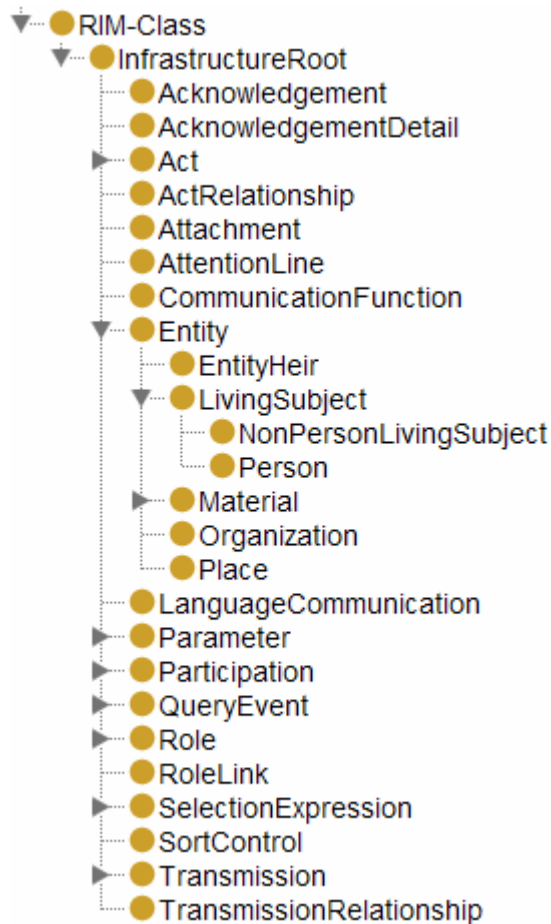 RIM-Class
InfrastructureRoot
Acknowledgement
AcknowledgementDetail
Act
ActRelationship
Attachment
AttentionLine
CommunicationFunction
Entity
EntityHeir
LivingSubject
NonPersonLivingSubject
Person
Material
Organization
Place
LanguageCommunication
Parameter
Participation
QueryEvent
Role
RoleLink
SelectionExpression
SortControl
Transmission
TransmissionRelationship